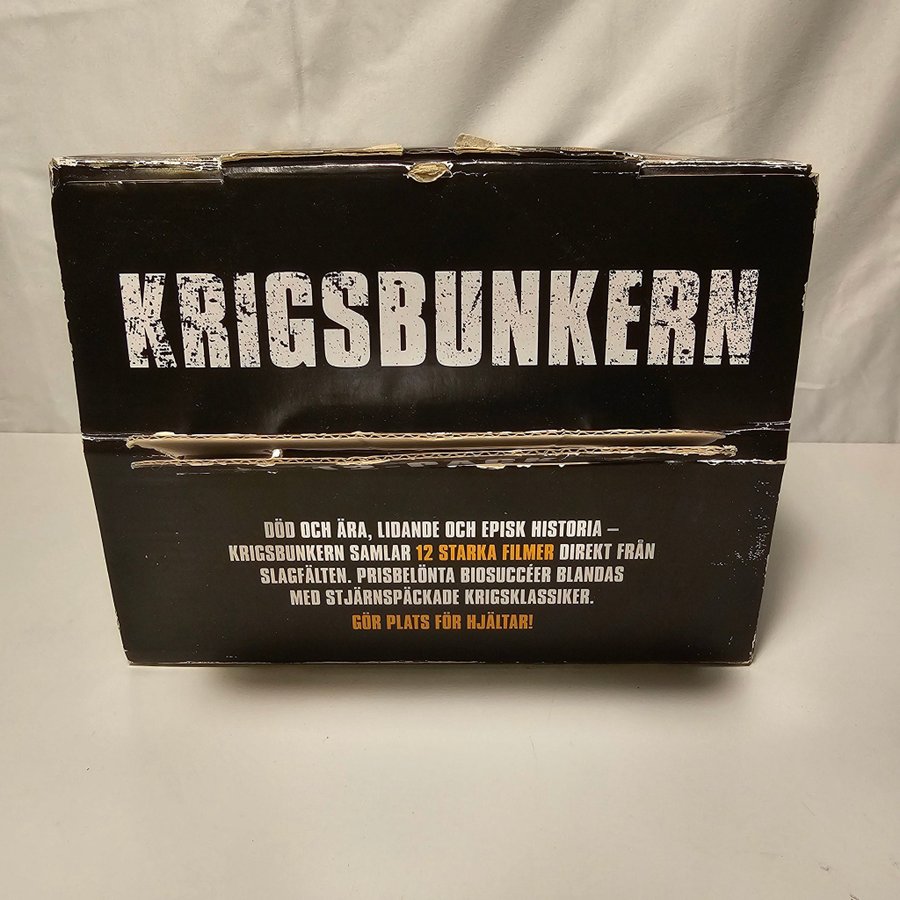 KRIGSBUNKERN
DÖD OCH ÄRA, LIDANDE OCH EPISK HISTORIA –
KRIGSBUNKERN SAMLAR 12 STARKA FILMER DIREKT FRÅN
SLAGFÄLTEN. PRISBELÖNTA BIOSUCCÉER BLANDAS
MED STJÄRNSPÄCKADE KRIGSKLASSIKER.
GÖR PLATS FÖR HJÄLTAR!